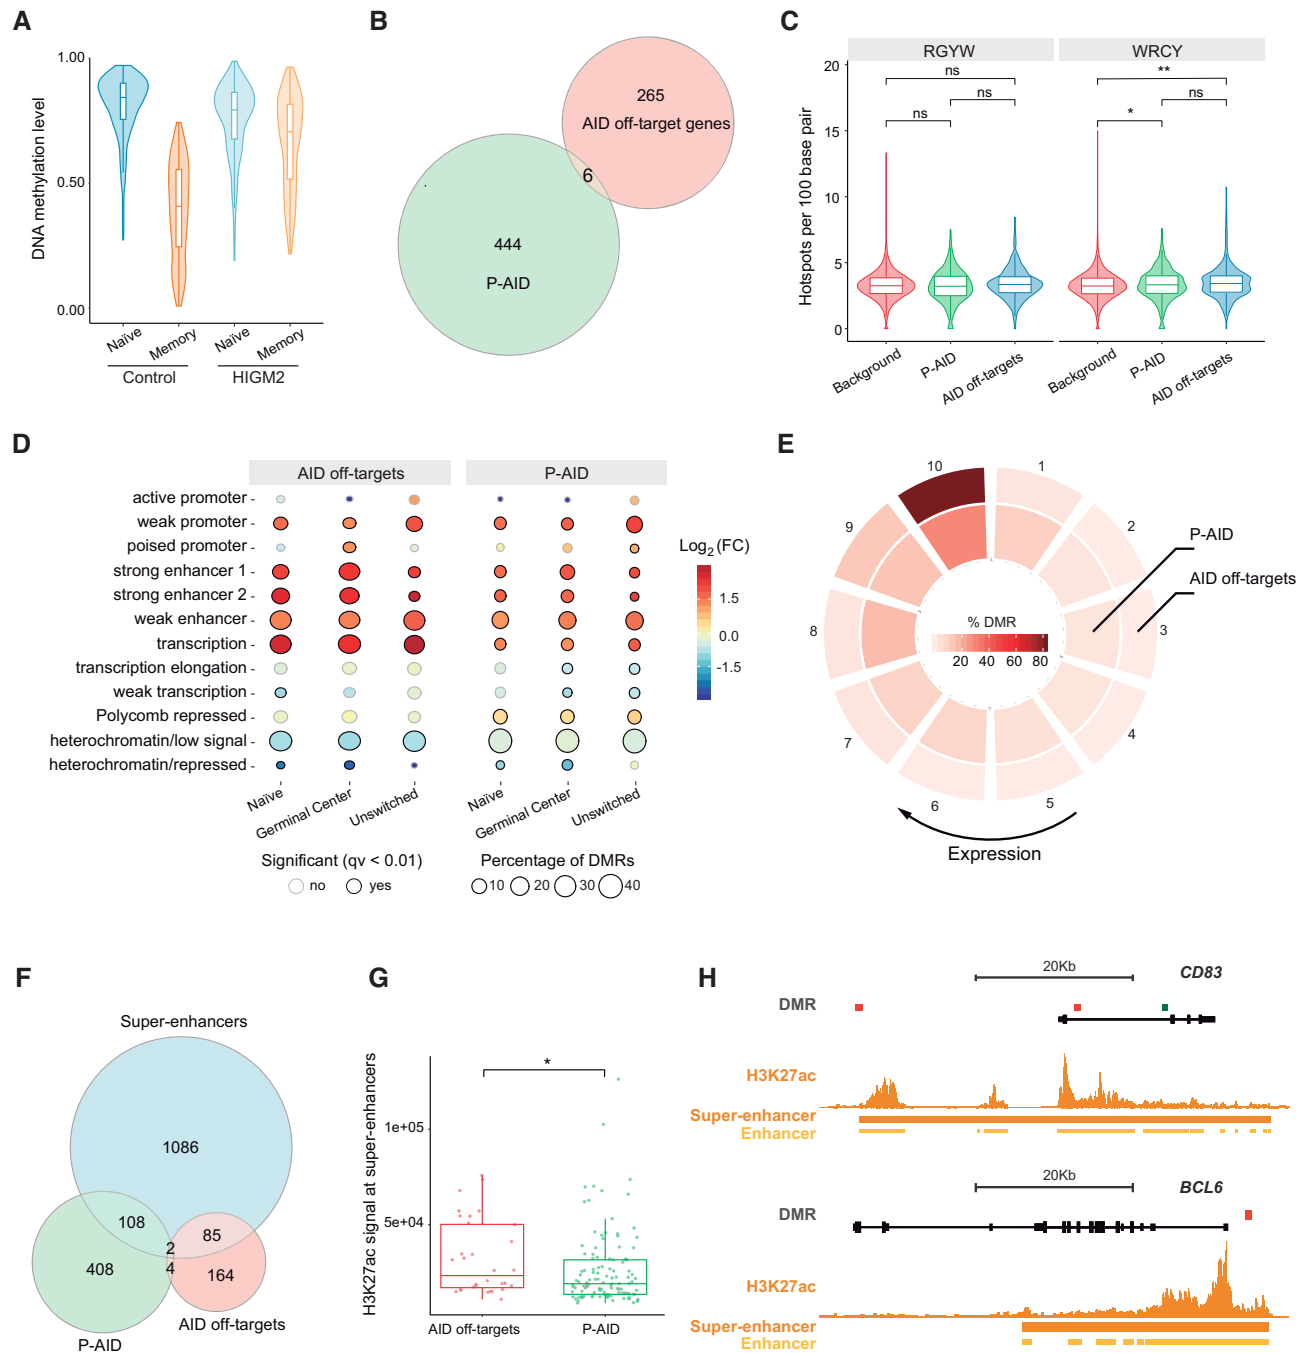 A
DNA methylation level
1.00
0.50
0.00
Naïve
Memory
Naïve
Memory
Control
HIGM2
B
265
AID off-target genes
6
444
P-AID
C
RGYW
WRCY
Hotspots per 100 base pair
20
15
10
5
0
ns
ns
ns
**
ns
*
Background
P-AID
AID off-targets
Background
P-AID
AID off-targets
D
AID off-targets
P-AID
active promoter
weak promoter
poised promoter
strong enhancer 1
strong enhancer 2
weak enhancer
transcription
transcription elongation
weak transcription
Polycomb repressed
heterochromatin/low signal
heterochromatin/repressed
Naïve
Germinal Center
Unswitched
Naïve
Germinal Center
Unswitched
Log2 (FC)
1.5
0.0
-1.5
Significant (qv < 0.01)
no
yes
Percentage of DMRs
10
20
30
40
E
10
1
2
3
4
5
6
7
8
9
P-AID
AID off-targets
% DMR
20 40 60 80
Expression
F
Super-enhancers
1086
108
2
85
408
4
164
AID off-targets
P-AID
G
H3K27ac signal at super-enhancers
*
1e+05
5e+04
AID off-targets
P-AID
H
20Kb
CD83
DMR
H3K27ac
Super-enhancer
Enhancer
20Kb
BCL6
DMR
H3K27ac
Super-enhancer
Enhancer